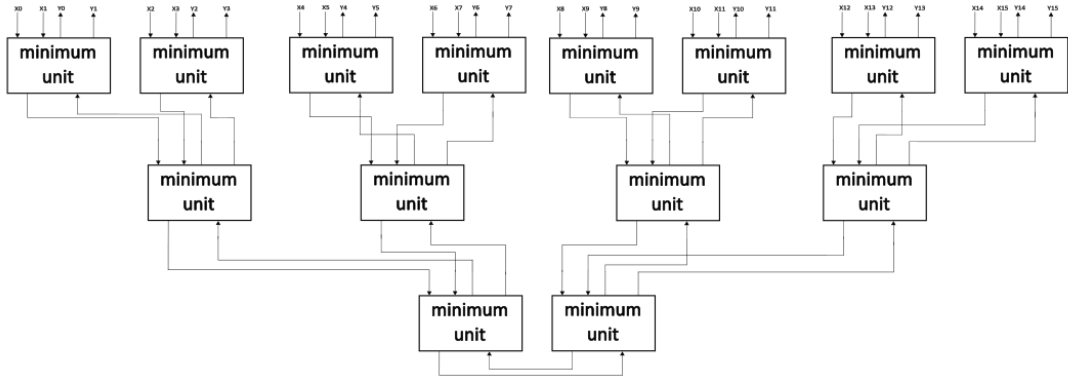 X0 X1 Y0 Y1 X2 X3 Y2 Y3 X4 X5 Y4 Y5 X6 X7 Y6 Y7 X8 X9 Y8 Y9 X10 X11 Y10 Y11 X12 X13 Y12 Y13 X14 X15 Y14 Y15
minimum
unit
minimum
unit
minimum
unit
minimum
unit
minimum
unit
minimum
unit
minimum
unit
minimum
unit
minimum
unit
minimum
unit
minimum
unit
minimum
unit
minimum
unit
minimum
unit